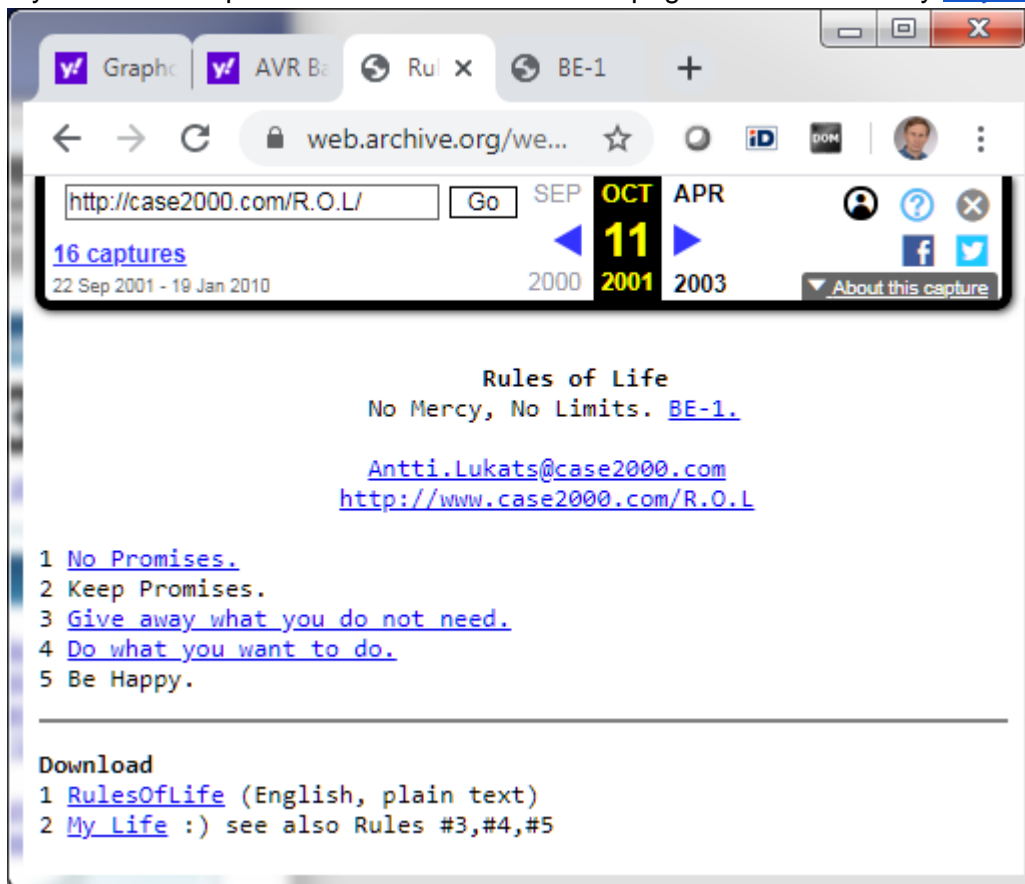 Grapho
AVR Ba
Rul
BE-1
web.archive.org/we...
iD
DOM
http://case2000.com/R.O.L/
Go
SEP OCT APR
16 captures
11
22 Sep 2001 - 19 Jan 2010
2000 2001 2003
About this capture
Rules of Life
No Mercy, No Limits. BE-1.
Antti.Lukats@case2000.com
http://www.case2000.com/R.O.L
1 No Promises.
2 Keep Promises.
3 Give away what you do not need.
4 Do what you want to do.
5 Be Happy.
Download
1 RulesOfLife (English, plain text)
2 My Life :) see also Rules #3,#4,#5